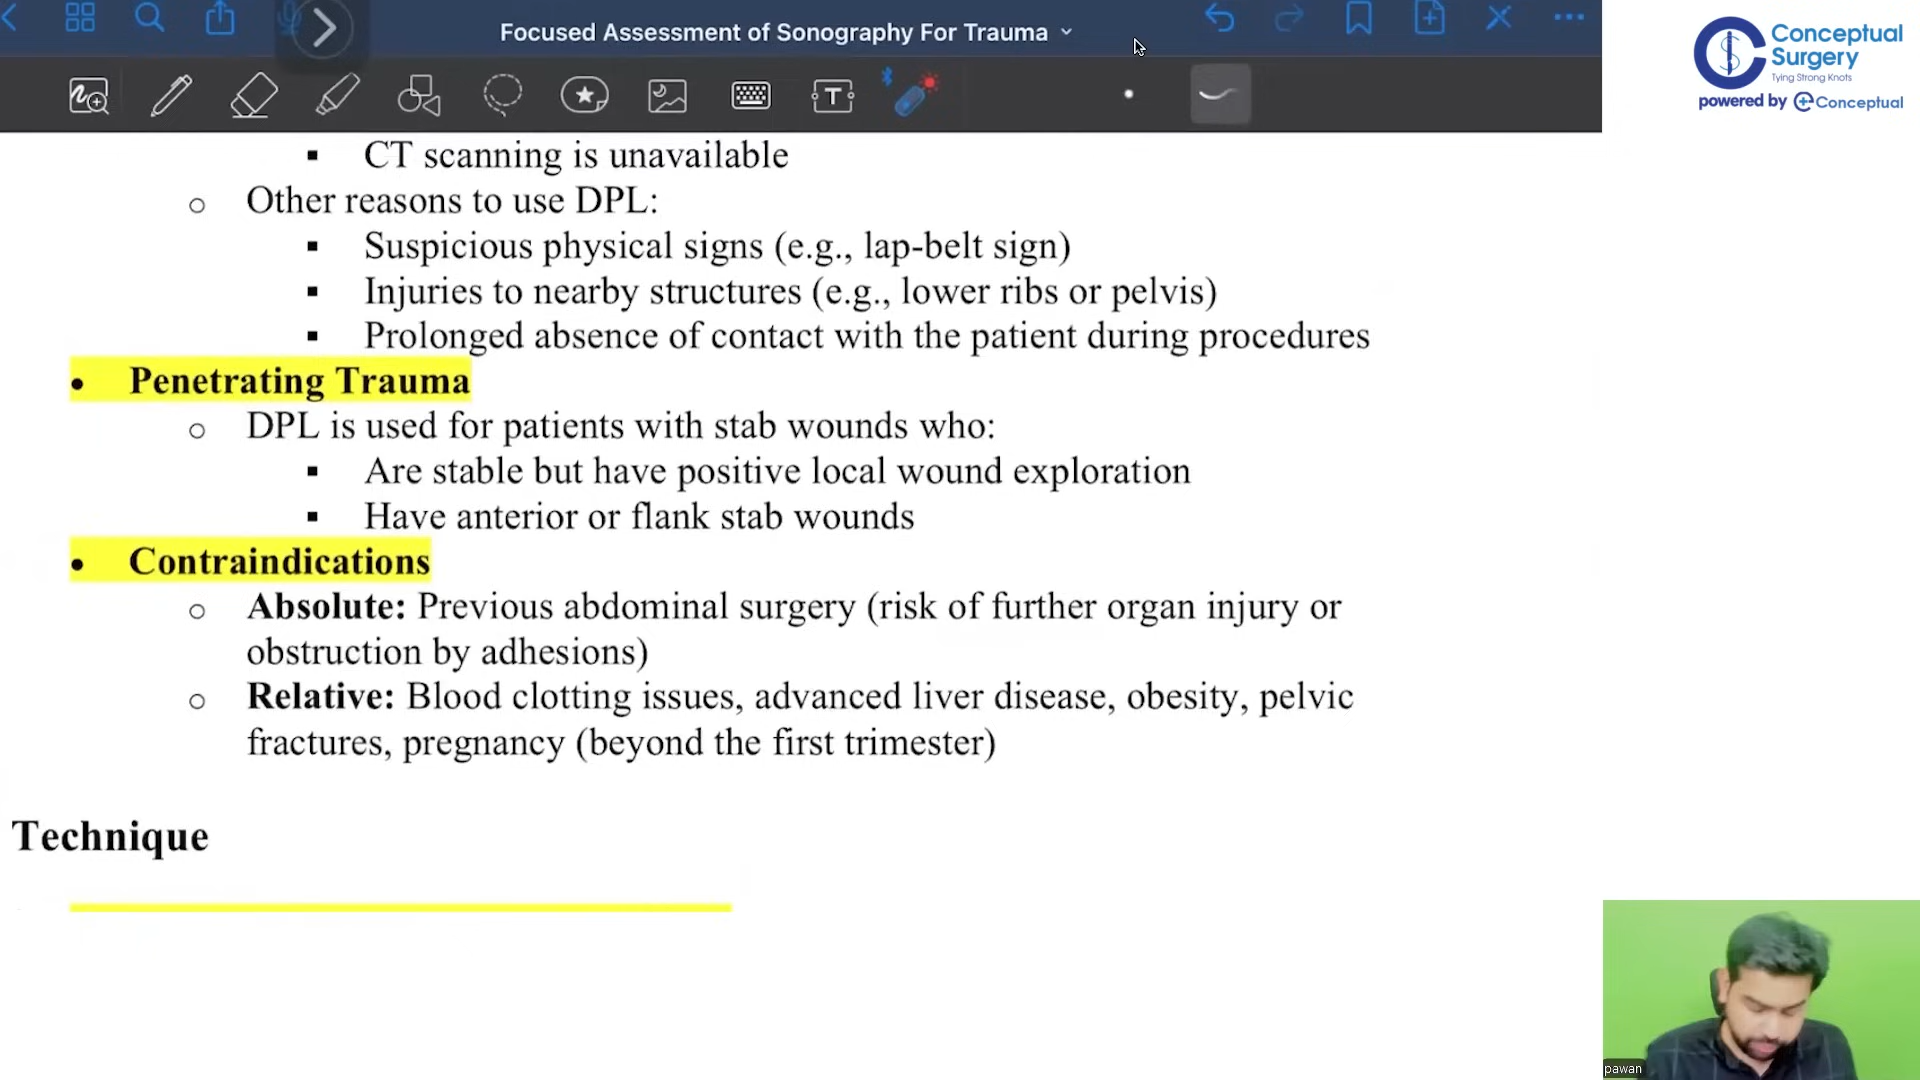 Focused Assessment of Sonography For Trauma
Conceptual
Surgery
Tying Strong Knots
powered by Conceptual
T
▪ CT scanning is unavailable
o Other reasons to use DPL:
▪ Suspicious physical signs (e.g., lap-belt sign)
▪ Injuries to nearby structures (e.g., lower ribs or pelvis)
▪ Prolonged absence of contact with the patient during procedures
• Penetrating Trauma
o DPL is used for patients with stab wounds who:
▪ Are stable but have positive local wound exploration
▪ Have anterior or flank stab wounds
• Contraindications
o Absolute: Previous abdominal surgery (risk of further organ injury or
obstruction by adhesions)
o Relative: Blood clotting issues, advanced liver disease, obesity, pelvic
fractures, pregnancy (beyond the first trimester)
Technique
pawan